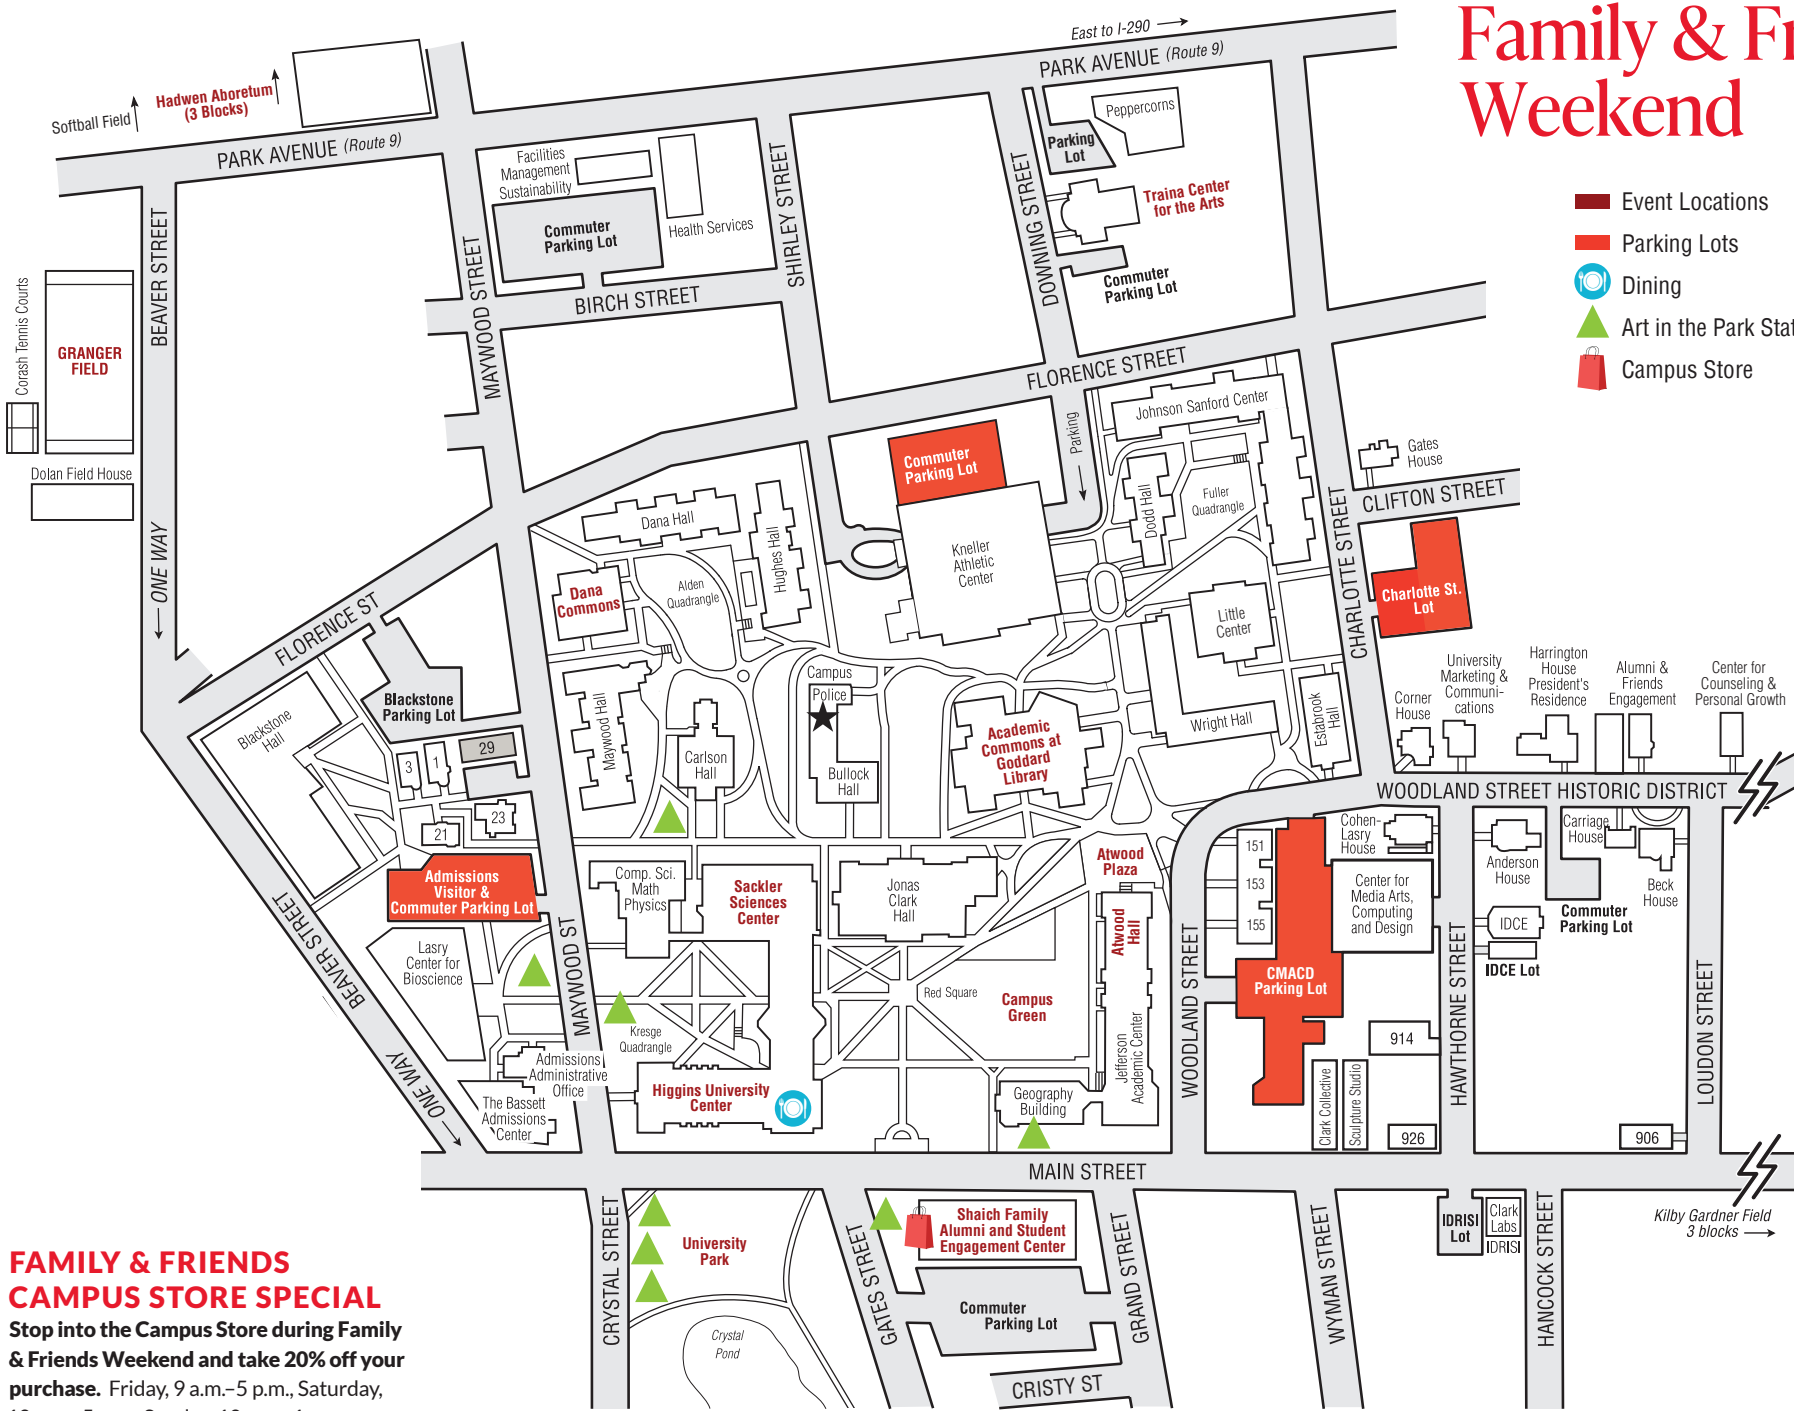 Family & Fr
Weekend
Event Locations
Parking Lots
Dining
Art in the Park Stat
Campus Store
East to I-290
PARK AVENUE (Route 9)
Softball Field
Hadwen Aboretum
(3 Blocks)
PARK AVENUE (Route 9)
Peppercorns
Parking
Lot
Facilities
Management
Sustainability
Health Services
Commuter
Parking Lot
Traina Center
for the Arts
Commuter
Parking Lot
BEAVER STREET
MAYWOOD STREET
SHIRLEY STREET
DOWNING STREET
BIRCH STREET
FLORENCE STREET
Corash Tennis Courts
GRANGER
FIELD
Dolan Field House
ONE WAY
Parking
Johnson Sanford Center
Gates
House
CLIFTON STREET
CHARLOTTE STREET
Commuter
Parking Lot
Dana Hall
Hughes Hall
Kneller
Athletic
Center
Dodd Hall
Fuller
Quadrangle
Charlotte St.
Lot
Dana
Commons
Alden
Quadrangle
Little
Center
FLORENCE ST
Blackstone
Hall
Blackstone
Parking Lot
29
3
1
21
23
Maywood Hall
Carlson
Hall
Campus
Police
Bullock
Hall
Academic
Commons at
Goddard
Library
Wright Hall
Estabrook
Hall
Corner
House
University
Marketing &
Communi-
cations
Harrington
House
President's
Residence
Alumni &
Friends
Engagement
Center for
Counseling &
Personal Growth
WOODLAND STREET HISTORIC DISTRICT
Admissions
Visitor &
Commuter Parking Lot
Comp. Sci.
Math
Physics
Sackler
Sciences
Center
Jonas
Clark
Hall
Atwood
Plaza
Atwood
Hall
151
153
155
Cohen-
Lasry
House
Center for
Media Arts,
Computing
and Design
Anderson
House
Carriage
House
Beck
House
Commuter
Parking Lot
IDCE
IDCE Lot
BEAVER STREET
MAYWOOD ST
Lasry
Center for
Bioscience
Red Square
Campus
Green
WOODLAND STREET
CMACD
Parking Lot
HAWTHORNE STREET
LOUDON STREET
Kresge
Quadrangle
Jefferson
Academic Center
914
ONE WAY
Admissions
Administrative
Office
The Bassett
Admissions
Center
Higgins University
Center
Geography
Building
Clark Collective
Sculpture Studio
926
906
MAIN STREET
CRYSTAL STREET
University
Park
Crystal
Pond
GATES STREET
Shaich Family
Alumni and Student
Engagement Center
Commuter
Parking Lot
GRAND STREET
CRISTY ST
WYMAN STREET
IDRISI
Lot
Clark
Labs
IDRISI
HANCOCK STREET
Kilby Gardner Field
3 blocks
FAMILY & FRIENDS
CAMPUS STORE SPECIAL
Stop into the Campus Store during Family
& Friends Weekend and take 20% off your
purchase. Friday, 9 a.m.–5 p.m., Saturday,